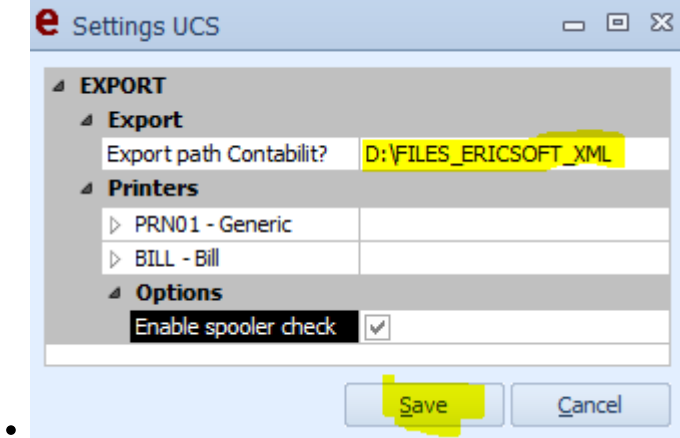 e Settings UCS
EXPORT
Export
Export path Contabilit? D:\FILES_ERICSOFT_XML
Printers
PRN01 - Generic
BILL - Bill
Options
Enable spooler check
Save Cancel